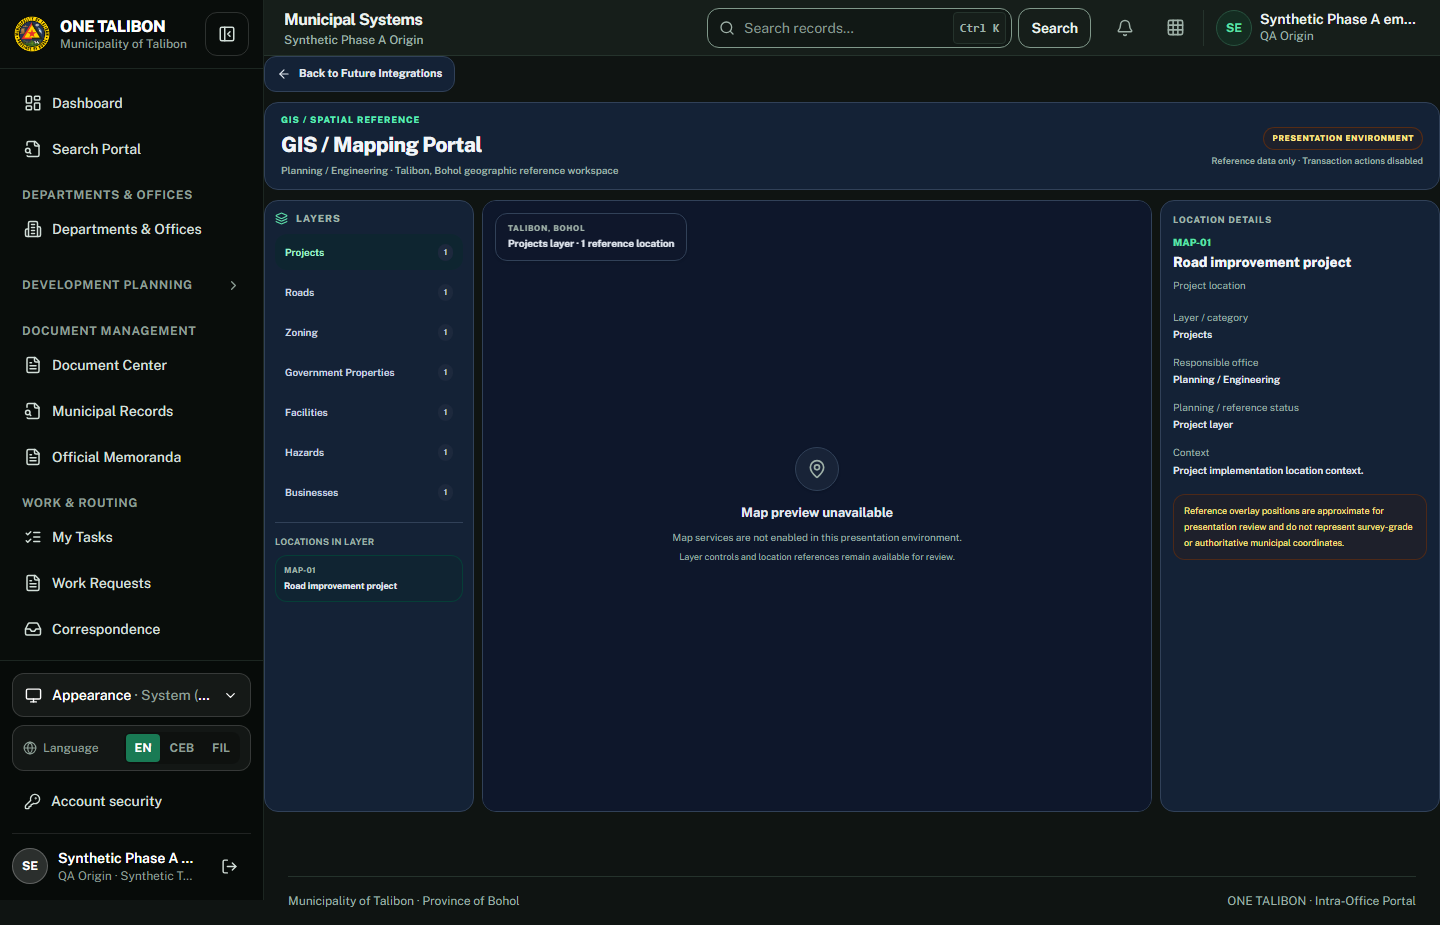 ONE TALIBON
Municipality of Talibon
Dashboard
Search Portal
DEPARTMENTS & OFFICES
Departments & Offices
DEVELOPMENT PLANNING
DOCUMENT MANAGEMENT
Document Center
Municipal Records
Official Memoranda
WORK & ROUTING
My Tasks
Work Requests
Correspondence
Appearance · System (...
Language EN CEB FIL
Account security
SE
Synthetic Phase A ...
QA Origin · Synthetic T...
Municipal Systems
Synthetic Phase A Origin
Search records... Ctrl K
Search
SE
Synthetic Phase A em...
QA Origin
Back to Future Integrations
GIS / SPATIAL REFERENCE
GIS / Mapping Portal
Planning / Engineering · Talibon, Bohol geographic reference workspace
PRESENTATION ENVIRONMENT
Reference data only · Transaction actions disabled
LAYERS
Projects 1
Roads 1
Zoning 1
Government Properties 1
Facilities 1
Hazards 1
Businesses 1
LOCATIONS IN LAYER
MAP-01
Road improvement project
TALIBON, BOHOL
Projects layer · 1 reference location
Map preview unavailable
Map services are not enabled in this presentation environment.
Layer controls and location references remain available for review.
LOCATION DETAILS
MAP-01
Road improvement project
Project location
Layer / category
Projects
Responsible office
Planning / Engineering
Planning / reference status
Project layer
Context
Project implementation location context.
Reference overlay positions are approximate for
presentation review and do not represent survey-grade
or authoritative municipal coordinates.
Municipality of Talibon · Province of Bohol
ONE TALIBON · Intra-Office Portal